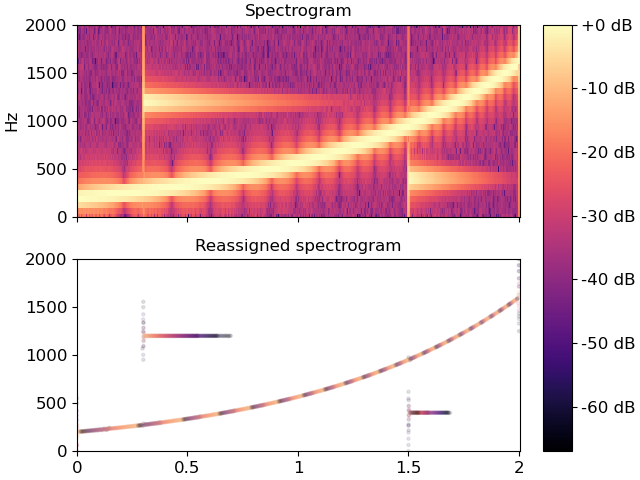 Spectrogram
2000
1500
1000
500
0
Hz
+0 dB
-10 dB
-20 dB
-30 dB
-40 dB
-50 dB
-60 dB
Reassigned spectrogram
2000
1500
1000
500
0
0 0.5 1 1.5 2